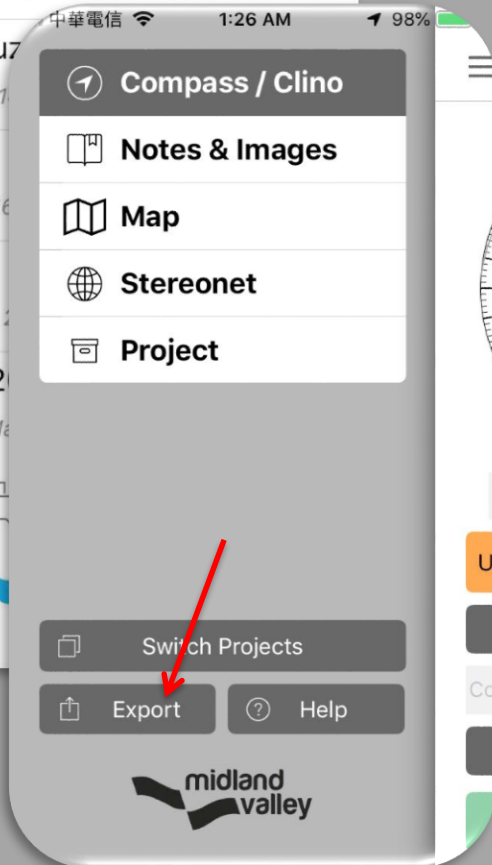 中華電信 1:26 AM 98%
Compass / Clino
Notes & Images
Map
Stereonet
Project
Switch Projects
Export Help
midland
valley